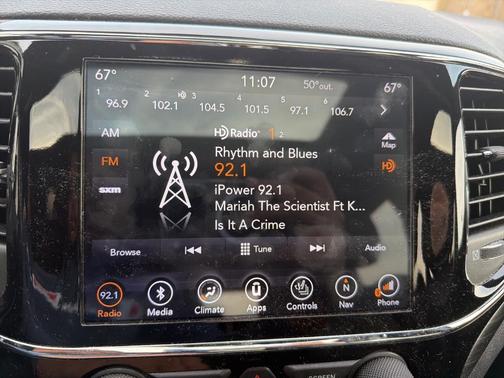 67° 11:07 50°out. 67°
1 96.9 2 102.1 HD 3 104.5 4 101.5 5 97.1 6 106.7
AM HD Radio 1 2 Map
Rhythm and Blues
FM 92.1 HD
sxm iPower 92.1
Mariah The Scientist Ft K...
Is It A Crime
Browse Tune Audio
92.1 N
Radio Media Climate Apps Controls Nav Phone
SCREEN